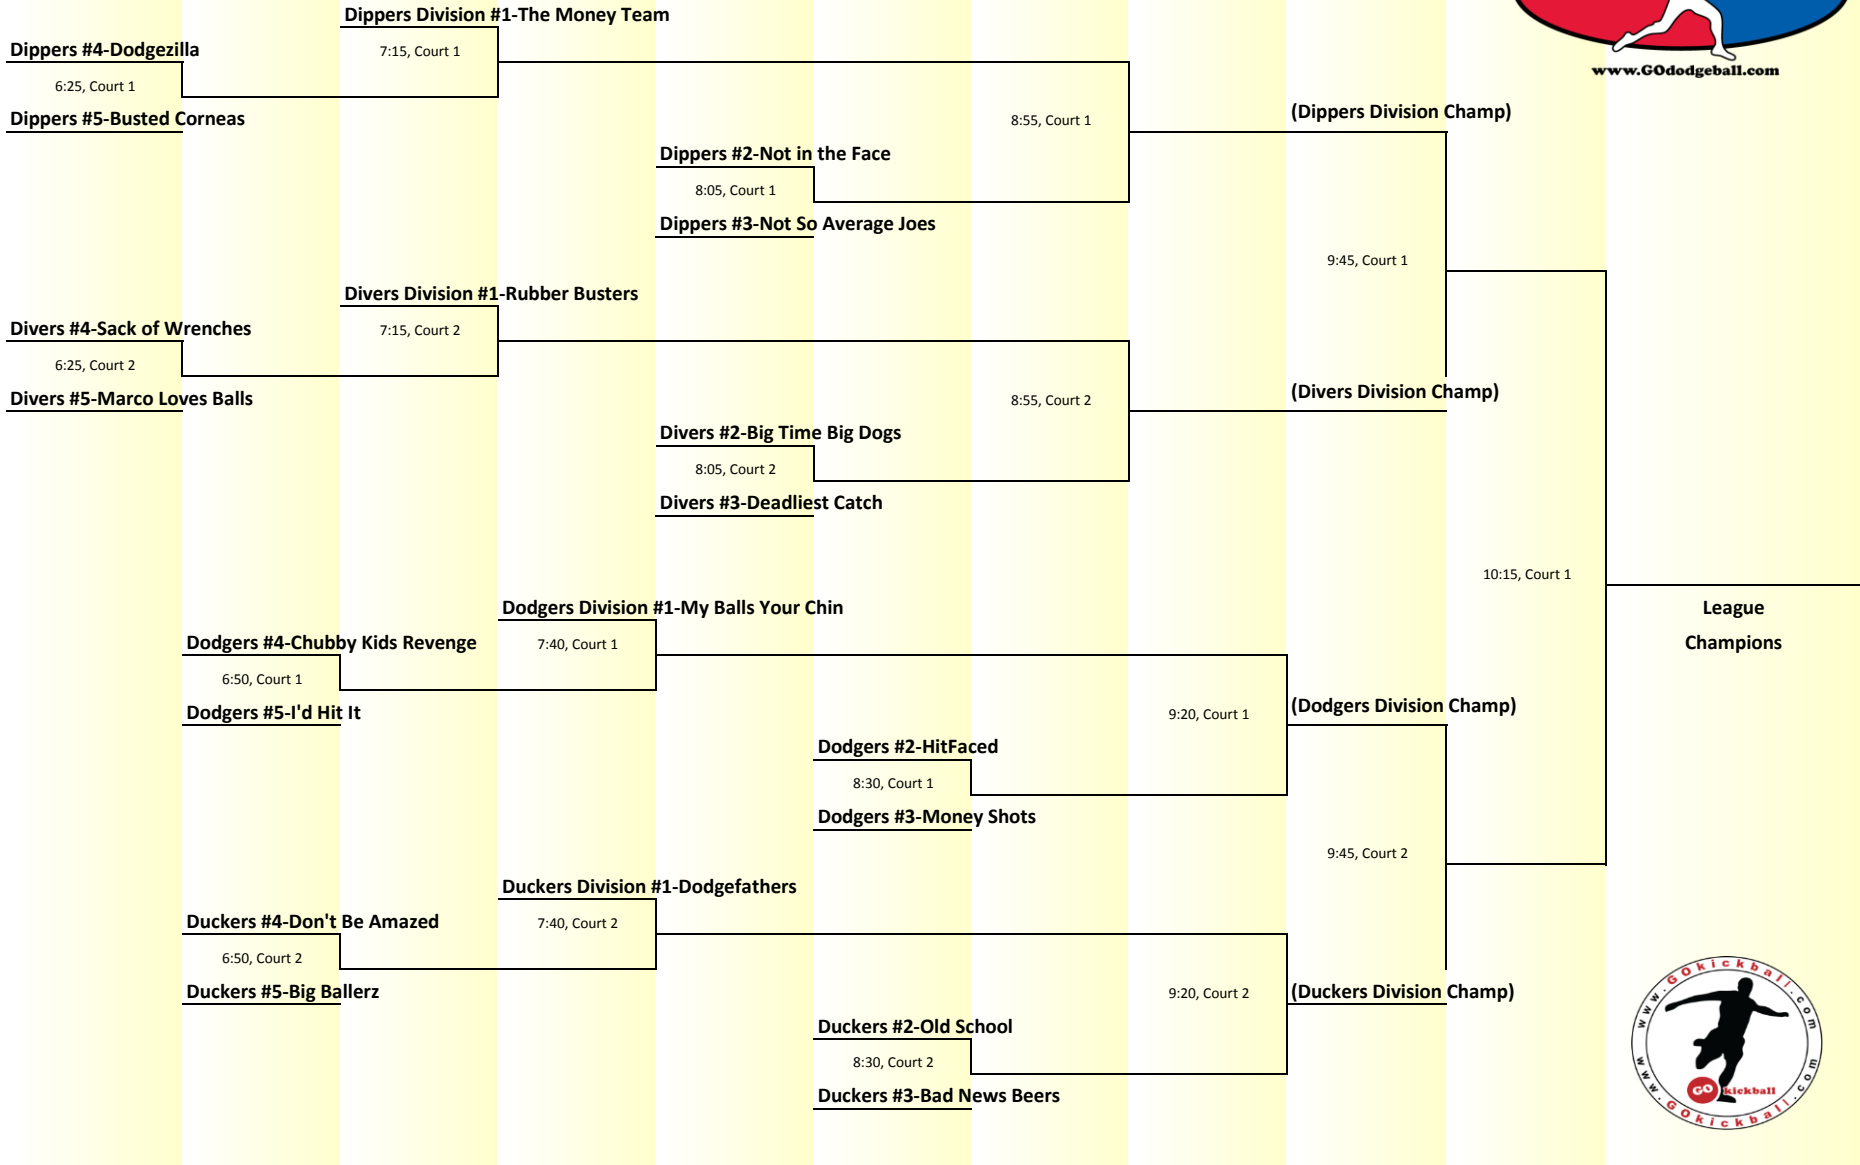 Dippers Division #1-The Money Team
Dippers #4-Dodgezilla
7:15, Court 1
www.GOdodgeball.com
6:25, Court 1
Dippers #5-Busted Corneas
8:55, Court 1
(Dippers Division Champ)
Dippers #2-Not in the Face
8:05, Court 1
Dippers #3-Not So Average Joes
9:45, Court 1
Divers Division #1-Rubber Busters
Divers #4-Sack of Wrenches
7:15, Court 2
6:25, Court 2
Divers #5-Marco Loves Balls
8:55, Court 2
(Divers Division Champ)
Divers #2-Big Time Big Dogs
8:05, Court 2
Divers #3-Deadliest Catch
10:15, Court 1
League
Champions
Dodgers Division #1-My Balls Your Chin
Dodgers #4-Chubby Kids Revenge
7:40, Court 1
6:50, Court 1
Dodgers #5-I'd Hit It
9:20, Court 1
(Dodgers Division Champ)
Dodgers #2-HitFaced
8:30, Court 1
Dodgers #3-Money Shots
9:45, Court 2
Duckers Division #1-Dodgefathers
Duckers #4-Don't Be Amazed
7:40, Court 2
6:50, Court 2
Duckers #5-Big Ballerz
9:20, Court 2
(Duckers Division Champ)
Duckers #2-Old School
8:30, Court 2
Duckers #3-Bad News Beers
www.GOkickball.com
GO kickball
www.GOkickball.com